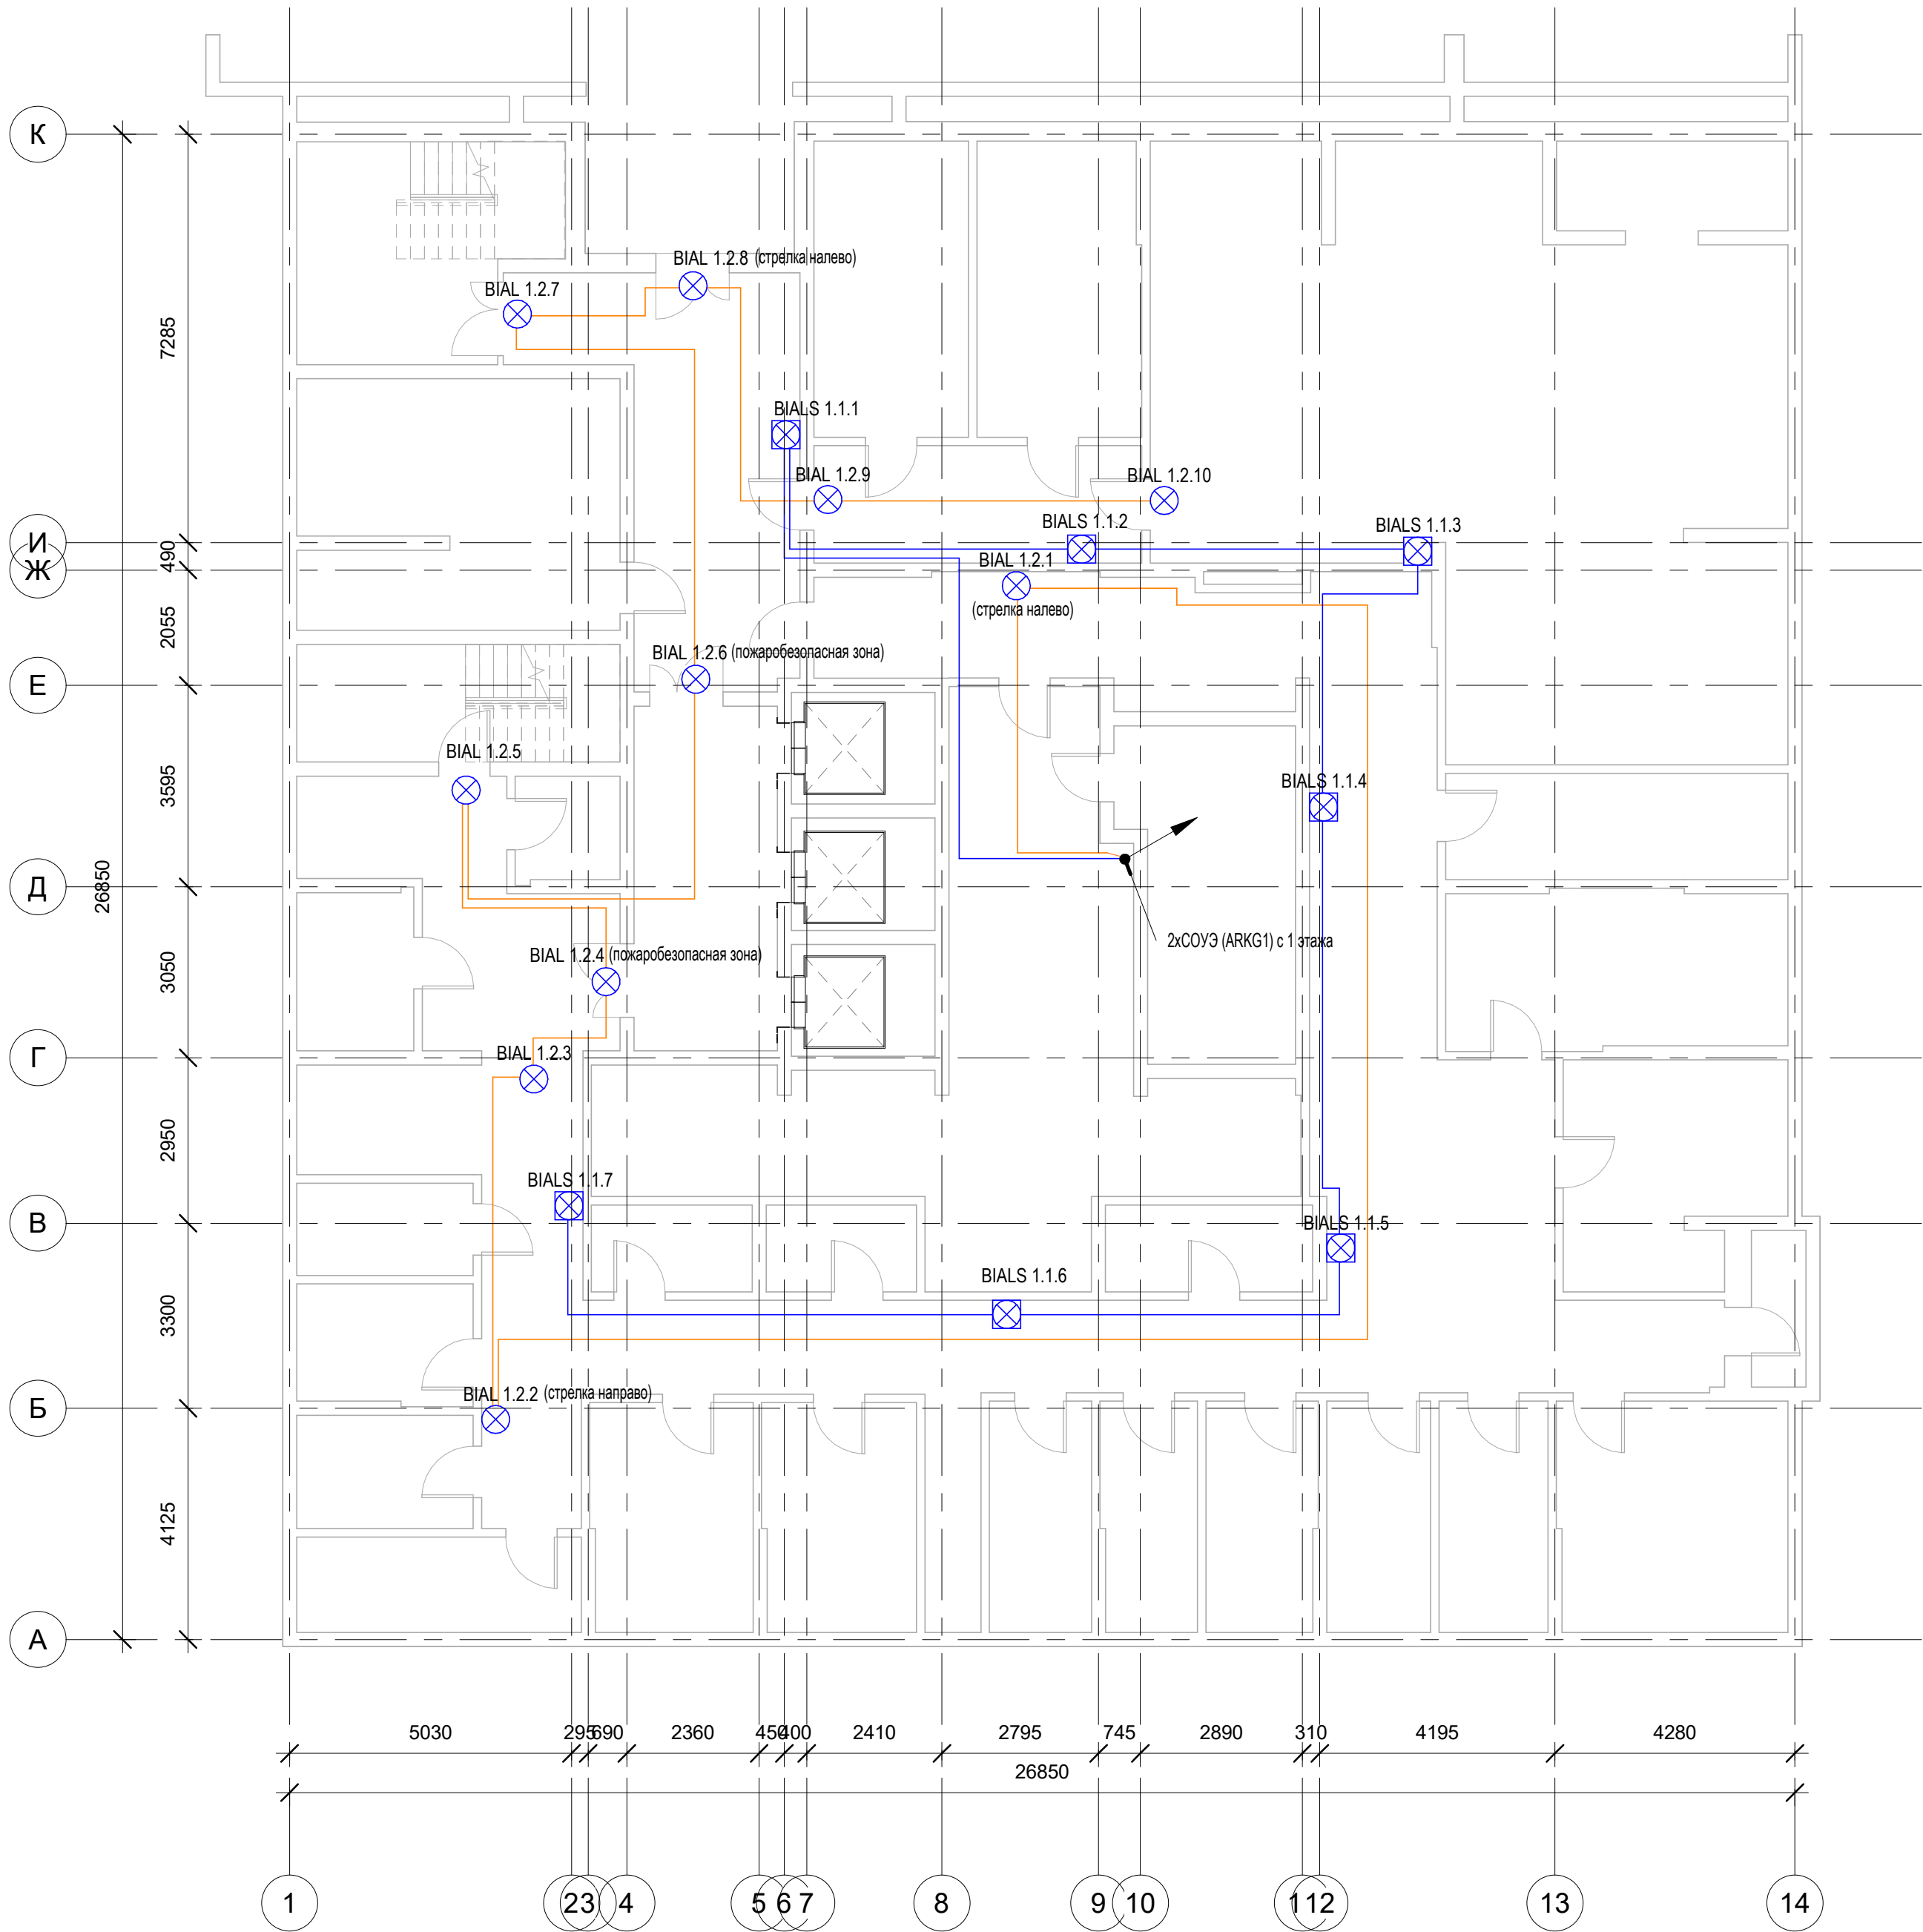 К
BIAL 1.2.8 (стрелка налево)
BIAL 1.2.7
7285
BIALS 1.1.1
BIAL 1.2.9
BIAL 1.2.10
BIALS 1.1.2
BIALS 1.1.3
И
490
Ж
BIAL 1.2.1
(стрелка налево)
2055
BIAL 1.2.6 (пожаробезопасная зона)
Е
BIAL 1.2.5
3595
BIALS 1.1.4
26850
Д
2хСОУЭ (ARKG1) с 1 этажа
BIAL 1.2.4 (пожаробезопасная зона)
3050
Г
BIAL 1.2.3
2950
BIALS 1.1.7
В
BIALS 1.1.5
BIALS 1.1.6
3300
BIAL 1.2.2 (стрелка направо)
Б
4125
А
5030 295 690 2360 450 400 2410 2795 745 2890 310 4195 4280
26850
1 2 3 4 5 6 7 8 9 10 11 12 13 14